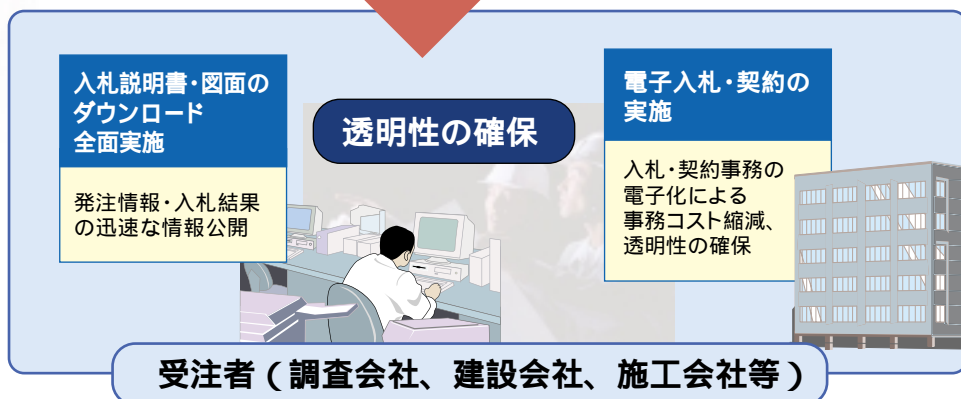 入札説明書・図面の
ダウンロード
全面実施
発注情報・入札結果
の迅速な情報公開
透明性の確保
電子入札・契約の
実施
入札・契約事務の
電子化による
事務コスト縮減、
透明性の確保
受注者（調査会社、建設会社、施工会社等）